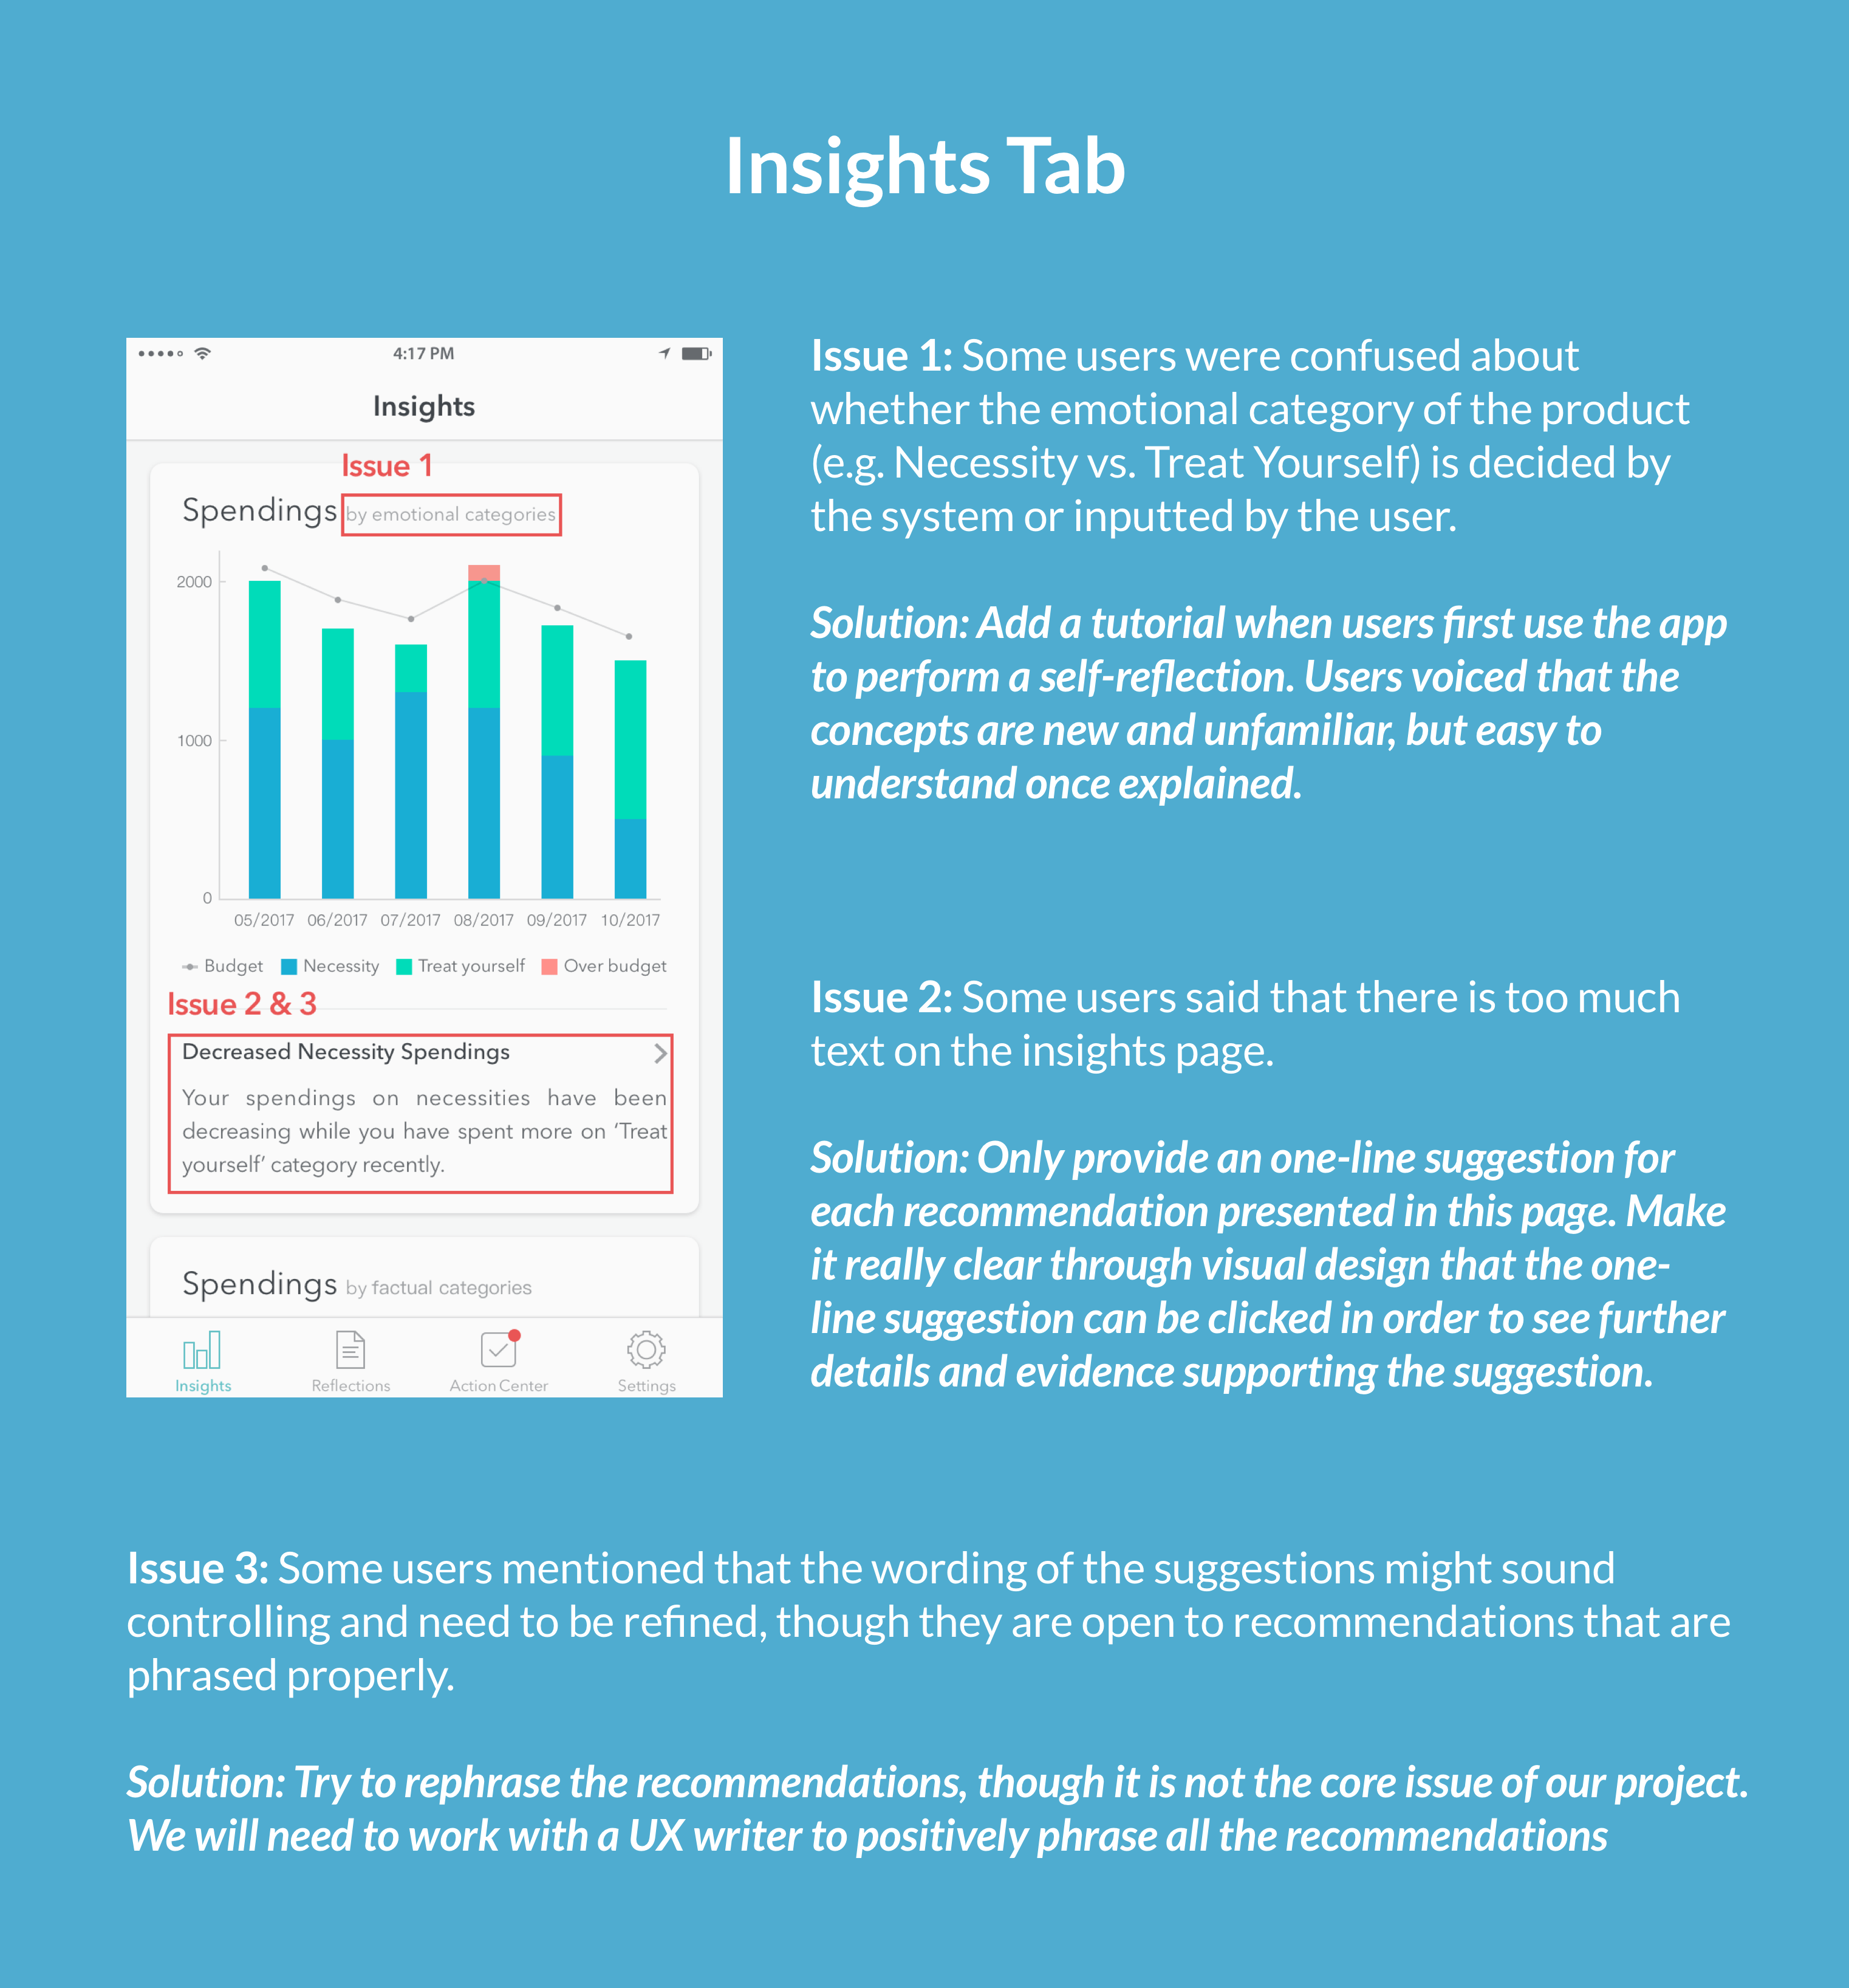 Insights Tab
4:17 PM
Insights
Issue 1
Spendings by emotional categories
2000
1000
0
05/2017 06/2017 07/2017 08/2017 09/2017 10/2017
Budget Necessity Treat yourself Over budget
Issue 2 & 3
Decreased Necessity Spendings
Your spendings on necessities have been
decreasing while you have spent more on ‘Treat
yourself’ category recently.
Spendings by factual categories
Insights Reflections Action Center Settings
Issue 1: Some users were confused about
whether the emotional category of the product
(e.g. Necessity vs. Treat Yourself) is decided by
the system or inputted by the user.
Solution: Add a tutorial when users first use the app
to perform a self-reflection. Users voiced that the
concepts are new and unfamiliar, but easy to
understand once explained.
Issue 2: Some users said that there is too much
text on the insights page.
Solution: Only provide an one-line suggestion for
each recommendation presented in this page. Make
it really clear through visual design that the one-
line suggestion can be clicked in order to see further
details and evidence supporting the suggestion.
Issue 3: Some users mentioned that the wording of the suggestions might sound
controlling and need to be refined, though they are open to recommendations that are
phrased properly.
Solution: Try to rephrase the recommendations, though it is not the core issue of our project.
We will need to work with a UX writer to positively phrase all the recommendations